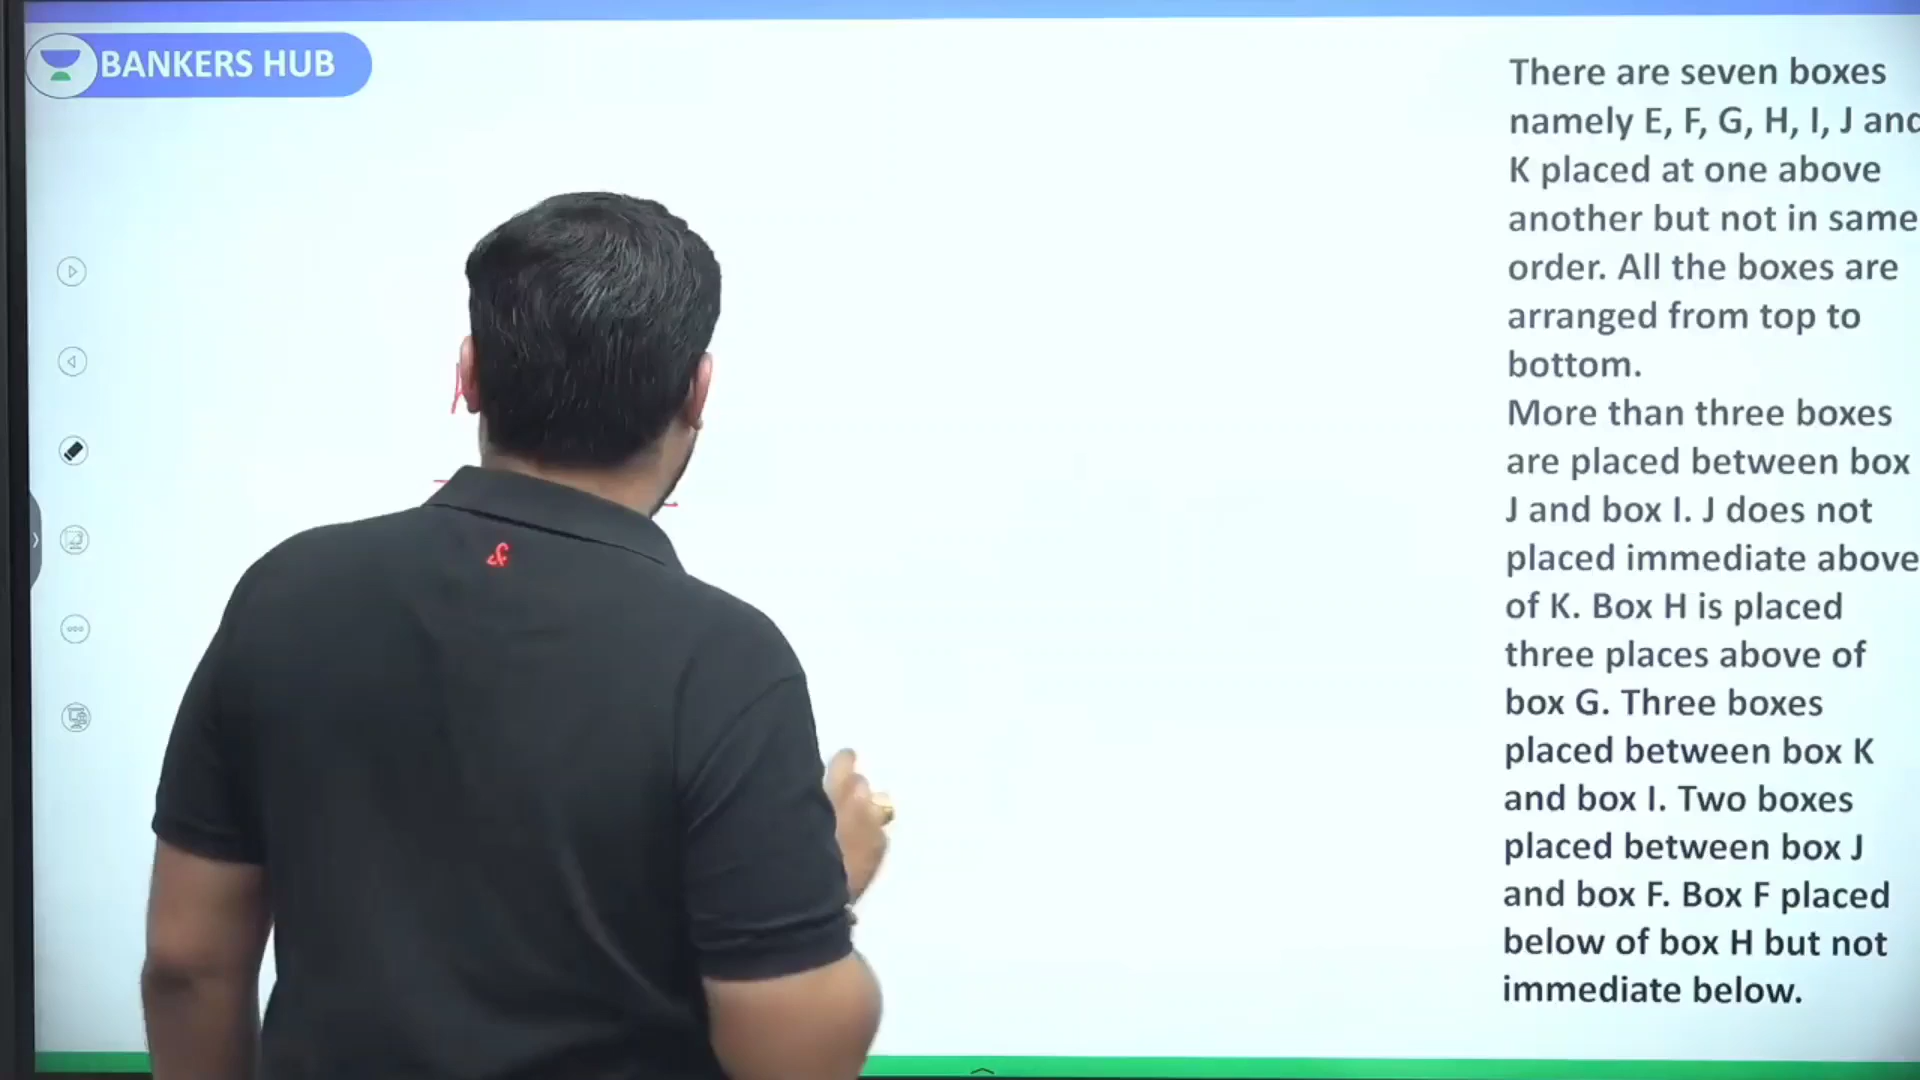 BANKERS HUB
There are seven boxes
namely E, F, G, H, I, J and
K placed at one above
another but not in same
order. All the boxes are
arranged from top to
bottom.
More than three boxes
are placed between box
J and box I. J does not
placed immediate above
of K. Box H is placed
three places above of
box G. Three boxes
placed between box K
and box I. Two boxes
placed between box J
and box F. Box F placed
below of box H but not
immediate below.